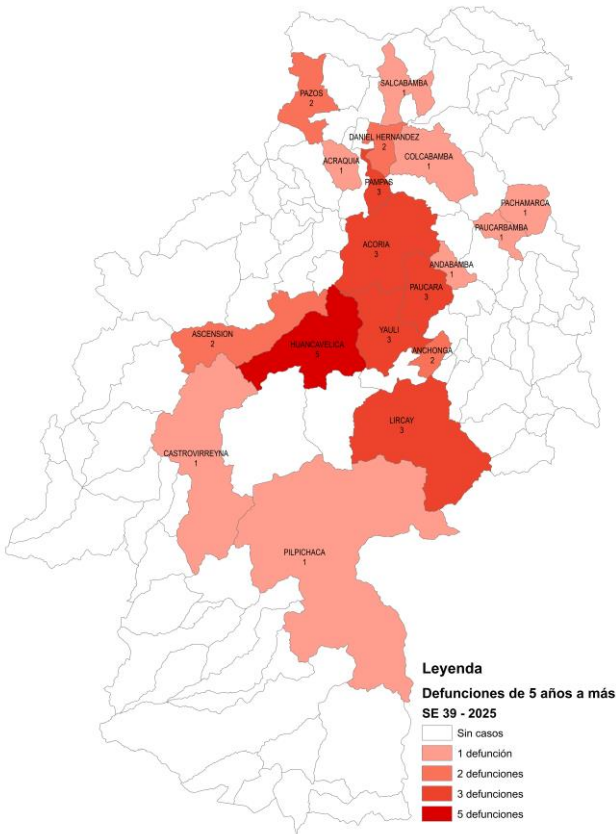 SALCABAMBA
1
PAZOS
2
DANIEL HERNANDEZ
2
COLCABAMBA
1
ACRAQUIA
1
PAMPAS
3
PACHAMARCA
1
PAUCARBAMBA
1
ACORIA
3
ANDABAMBA
1
PAUCARA
3
ASCENSION
2
YAULI
3
HUANCAVELICA
5
ANCHONGA
2
LIRCAY
3
CASTROVIRREYNA
1
PILPICHACA
1
Leyenda
Defunciones de 5 años a más
SE 39 - 2025
Sin casos
1 defunción
2 defunciones
3 defunciones
5 defunciones